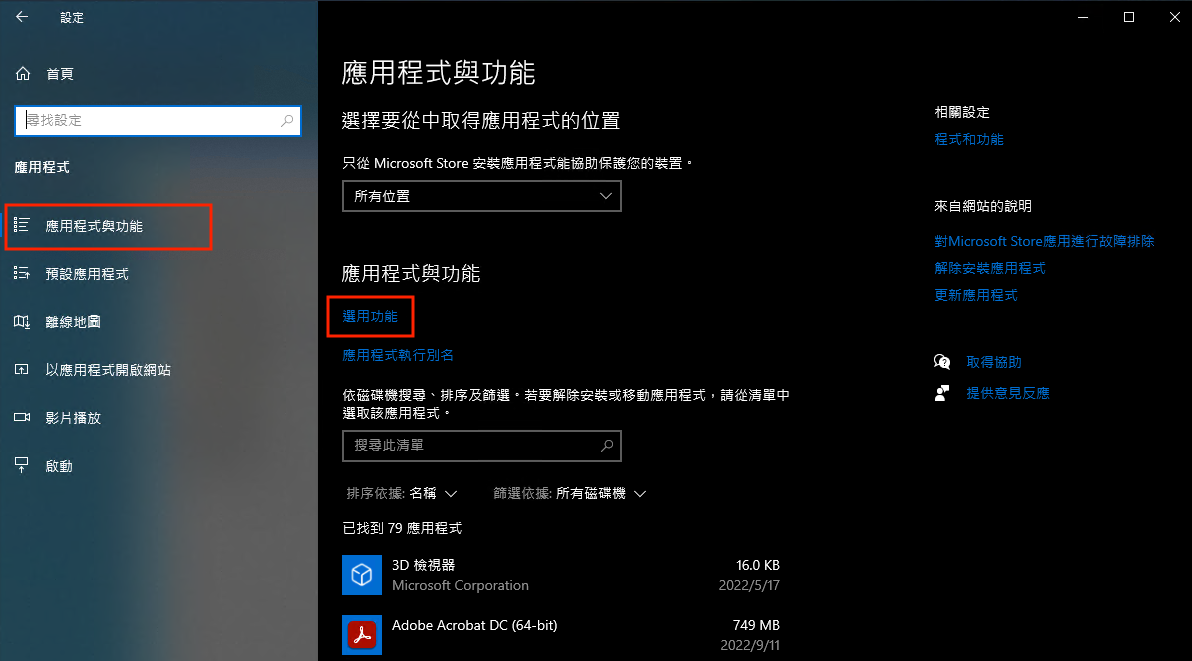 設定
首頁
尋找設定
應用程式
應用程式與功能
預設應用程式
離線地圖
以應用程式開啟網站
影片播放
啟動
應用程式與功能
選擇要從中取得應用程式的位置
只從 Microsoft Store 安裝應用程式能協助保護您的裝置。
所有位置
應用程式與功能
選用功能
應用程式執行別名
依磁碟機搜尋、排序及篩選。若要解除安裝或移動應用程式，請從清單中
選取該應用程式。
搜尋此清單
排序依據: 名稱 篩選依據: 所有磁碟機
已找到 79 應用程式
3D 檢視器 16.0 KB
Microsoft Corporation 2022/5/17
Adobe Acrobat DC (64-bit) 749 MB
2022/9/11
相關設定
程式和功能
來自網站的說明
對Microsoft Store應用進行故障排除
解除安裝應用程式
更新應用程式
取得協助
提供意見反應